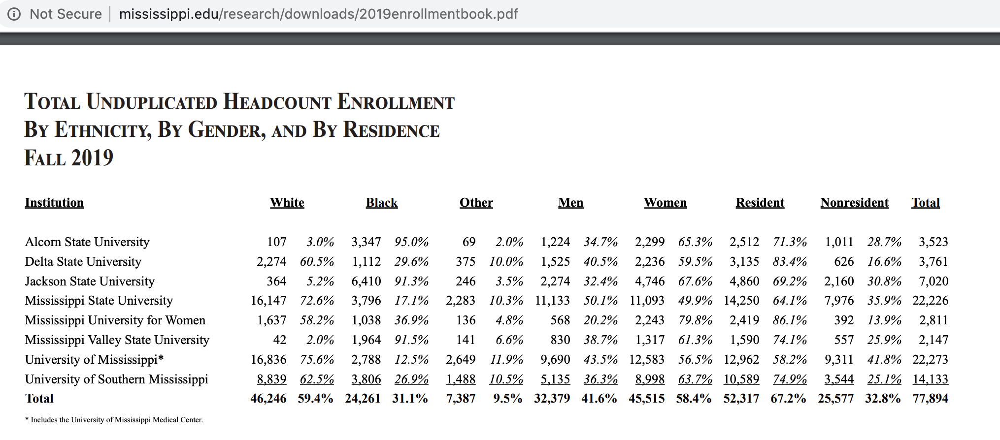 Not Secure mississippi.edu/research/downloads/2019enrollmentbook.pdf
TOTAL UNDUPLICATED HEADCOUNT ENROLLMENT
BY ETHNICITY, BY GENDER, AND BY RESIDENCE
FALL 2019
Institution White Black Other Men Women Resident Nonresident Total
Alcorn State University 107 3.0% 3,347 95.0% 69 2.0% 1,224 34.7% 2,299 65.3% 2,512 71.3% 1,011 28.7% 3,523
Delta State University 2,274 60.5% 1,112 29.6% 375 10.0% 1,525 40.5% 2,236 59.5% 3,135 83.4% 626 16.6% 3,761
Jackson State University 364 5.2% 6,410 91.3% 246 3.5% 2,274 32.4% 4,746 67.6% 4,860 69.2% 2,160 30.8% 7,020
Mississippi State University 16,147 72.6% 3,796 17.1% 2,283 10.3% 11,133 50.1% 11,093 49.9% 14,250 64.1% 7,976 35.9% 22,226
Mississippi University for Women 1,637 58.2% 1,038 36.9% 136 4.8% 568 20.2% 2,243 79.8% 2,419 86.1% 392 13.9% 2,811
Mississippi Valley State University 42 2.0% 1,964 91.5% 141 6.6% 830 38.7% 1,317 61.3% 1,590 74.1% 557 25.9% 2,147
University of Mississippi* 16,836 75.6% 2,788 12.5% 2,649 11.9% 9,690 43.5% 12,583 56.5% 12,962 58.2% 9,311 41.8% 22,273
University of Southern Mississippi 8,839 62.5% 3,806 26.9% 1,488 10.5% 5,135 36.3% 8,998 63.7% 10,589 74.9% 3,544 25.1% 14,133
Total 46,246 59.4% 24,261 31.1% 7,387 9.5% 32,379 41.6% 45,515 58.4% 52,317 67.2% 25,577 32.8% 77,894
* Includes the University of Mississippi Medical Center.